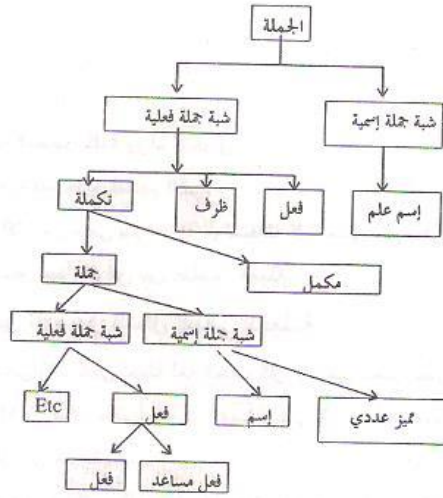 الجملة
شبة جملة إسمية شبة جملة فعلية
إسم علم فعل ظرف تكملة
جملة مكمل
شبة جملة إسمية شبة جملة فعلية
مميز عددي إسم فعل Etc
فعل مساعد فعل